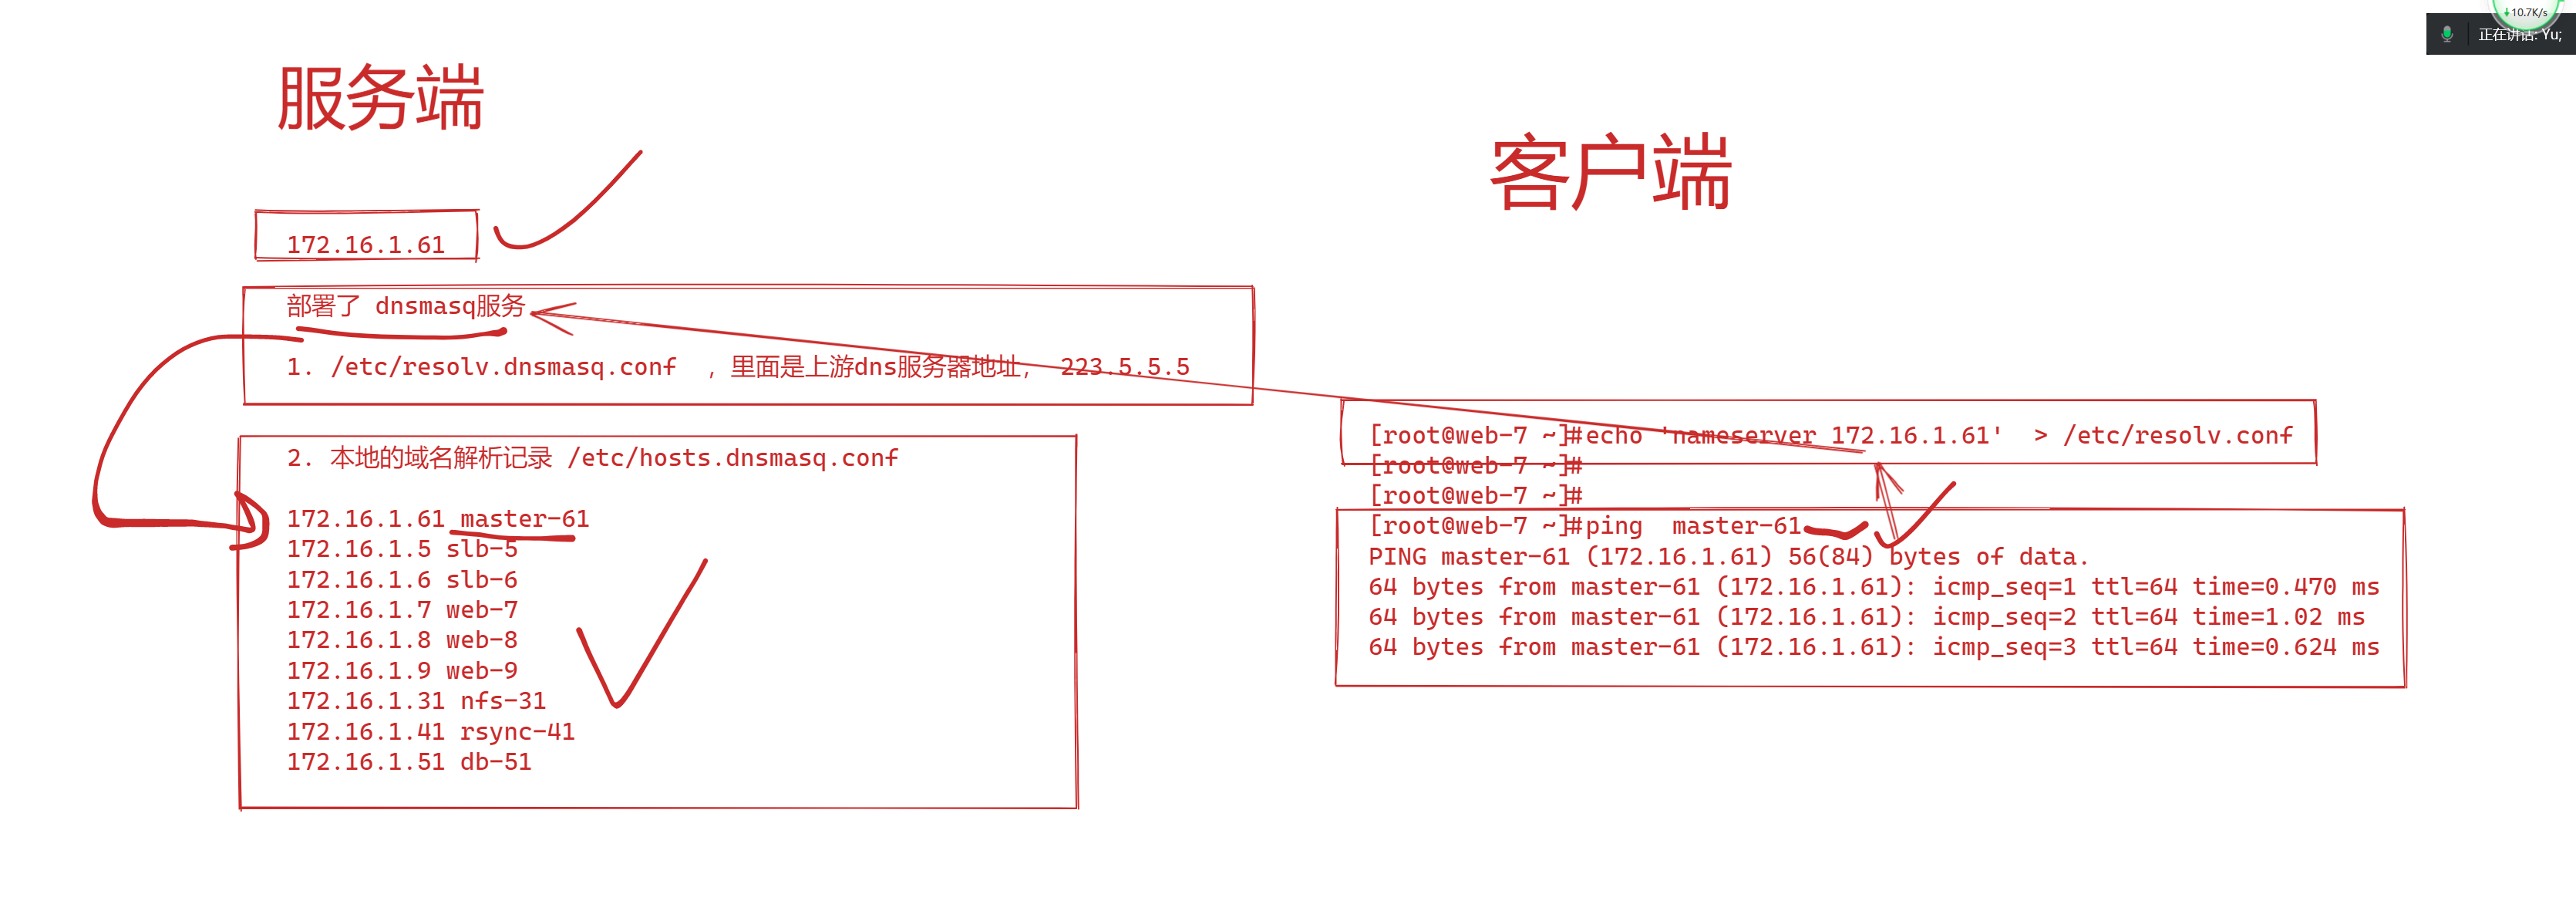 ↓10.7K/s
正在讲话: Yu;
服务端
172.16.1.61
部署了 dnsmasq服务
1. /etc/resolv.dnsmasq.conf ，里面是上游dns服务器地址， 223.5.5.5
2. 本地的域名解析记录 /etc/hosts.dnsmasq.conf
172.16.1.61 master-61
172.16.1.5 slb-5
172.16.1.6 slb-6
172.16.1.7 web-7
172.16.1.8 web-8
172.16.1.9 web-9
172.16.1.31 nfs-31
172.16.1.41 rsync-41
172.16.1.51 db-51
客户端
[root@web-7 ~]#echo 'nameserver 172.16.1.61'  > /etc/resolv.conf
[root@web-7 ~]#
[root@web-7 ~]#
[root@web-7 ~]#ping  master-61
PING master-61 (172.16.1.61) 56(84) bytes of data.
64 bytes from master-61 (172.16.1.61): icmp_seq=1 ttl=64 time=0.470 ms
64 bytes from master-61 (172.16.1.61): icmp_seq=2 ttl=64 time=1.02 ms
64 bytes from master-61 (172.16.1.61): icmp_seq=3 ttl=64 time=0.624 ms